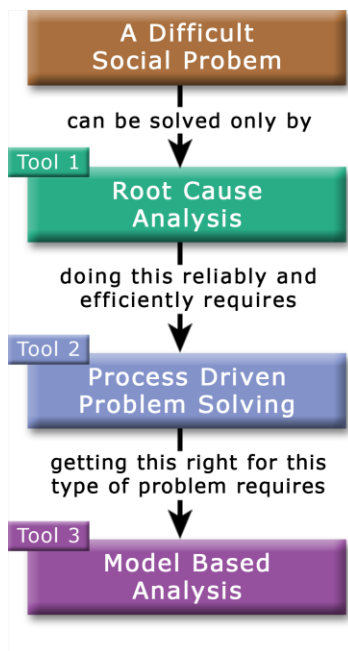 A Difficult
Social Probem
can be solved only by
Tool 1
Root Cause
Analysis
doing this reliably and
efficiently requires
Tool 2
Process Driven
Problem Solving
getting this right for this
type of problem requires
Tool 3
Model Based
Analysis